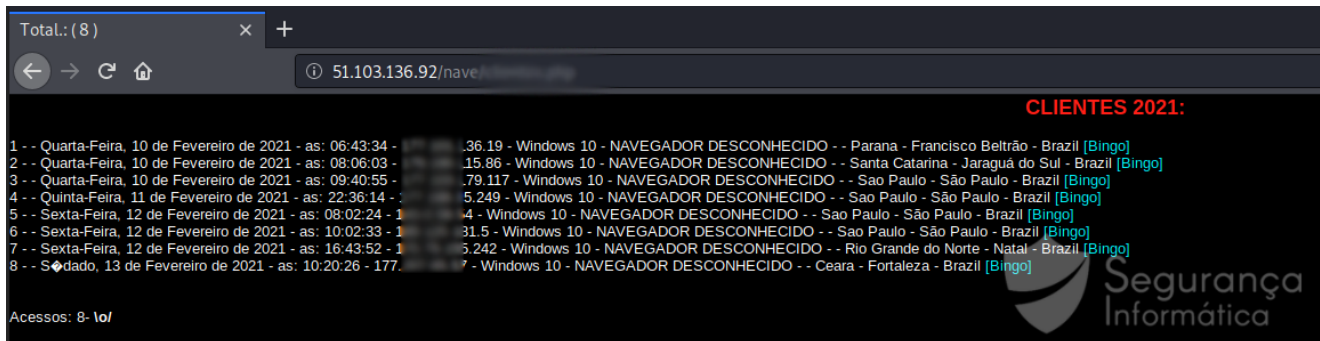 Total.: ( 8 )
51.103.136.92/nave
CLIENTES 2021:
1 - - Quarta-Feira, 10 de Fevereiro de 2021 - as: 06:43:34 - .36.19 - Windows 10 - NAVEGADOR DESCONHECIDO - - Parana - Francisco Beltrão - Brazil [Bingo]
2 - - Quarta-Feira, 10 de Fevereiro de 2021 - as: 08:06:03 - .15.86 - Windows 10 - NAVEGADOR DESCONHECIDO - - Santa Catarina - Jaraguá do Sul - Brazil [Bingo]
3 - - Quarta-Feira, 10 de Fevereiro de 2021 - as: 09:40:55 - .79.117 - Windows 10 - NAVEGADOR DESCONHECIDO - - Sao Paulo - São Paulo - Brazil [Bingo]
4 - - Quinta-Feira, 11 de Fevereiro de 2021 - as: 22:36:14 - 5.249 - Windows 10 - NAVEGADOR DESCONHECIDO - - Sao Paulo - São Paulo - Brazil [Bingo]
5 - - Sexta-Feira, 12 de Fevereiro de 2021 - as: 08:02:24 - 4 - Windows 10 - NAVEGADOR DESCONHECIDO - - Sao Paulo - São Paulo - Brazil [Bingo]
6 - - Sexta-Feira, 12 de Fevereiro de 2021 - as: 10:02:33 - 31.5 - Windows 10 - NAVEGADOR DESCONHECIDO - - Sao Paulo - São Paulo - Brazil [Bingo]
7 - - Sexta-Feira, 12 de Fevereiro de 2021 - as: 16:43:52 - 5.242 - Windows 10 - NAVEGADOR DESCONHECIDO - - Rio Grande do Norte - Natal - Brazil [Bingo]
8 - - S�dado, 13 de Fevereiro de 2021 - as: 10:20:26 - 177. - Windows 10 - NAVEGADOR DESCONHECIDO - - Ceara - Fortaleza - Brazil [Bingo]
Segurança
Informática
Acessos: 8- \o/